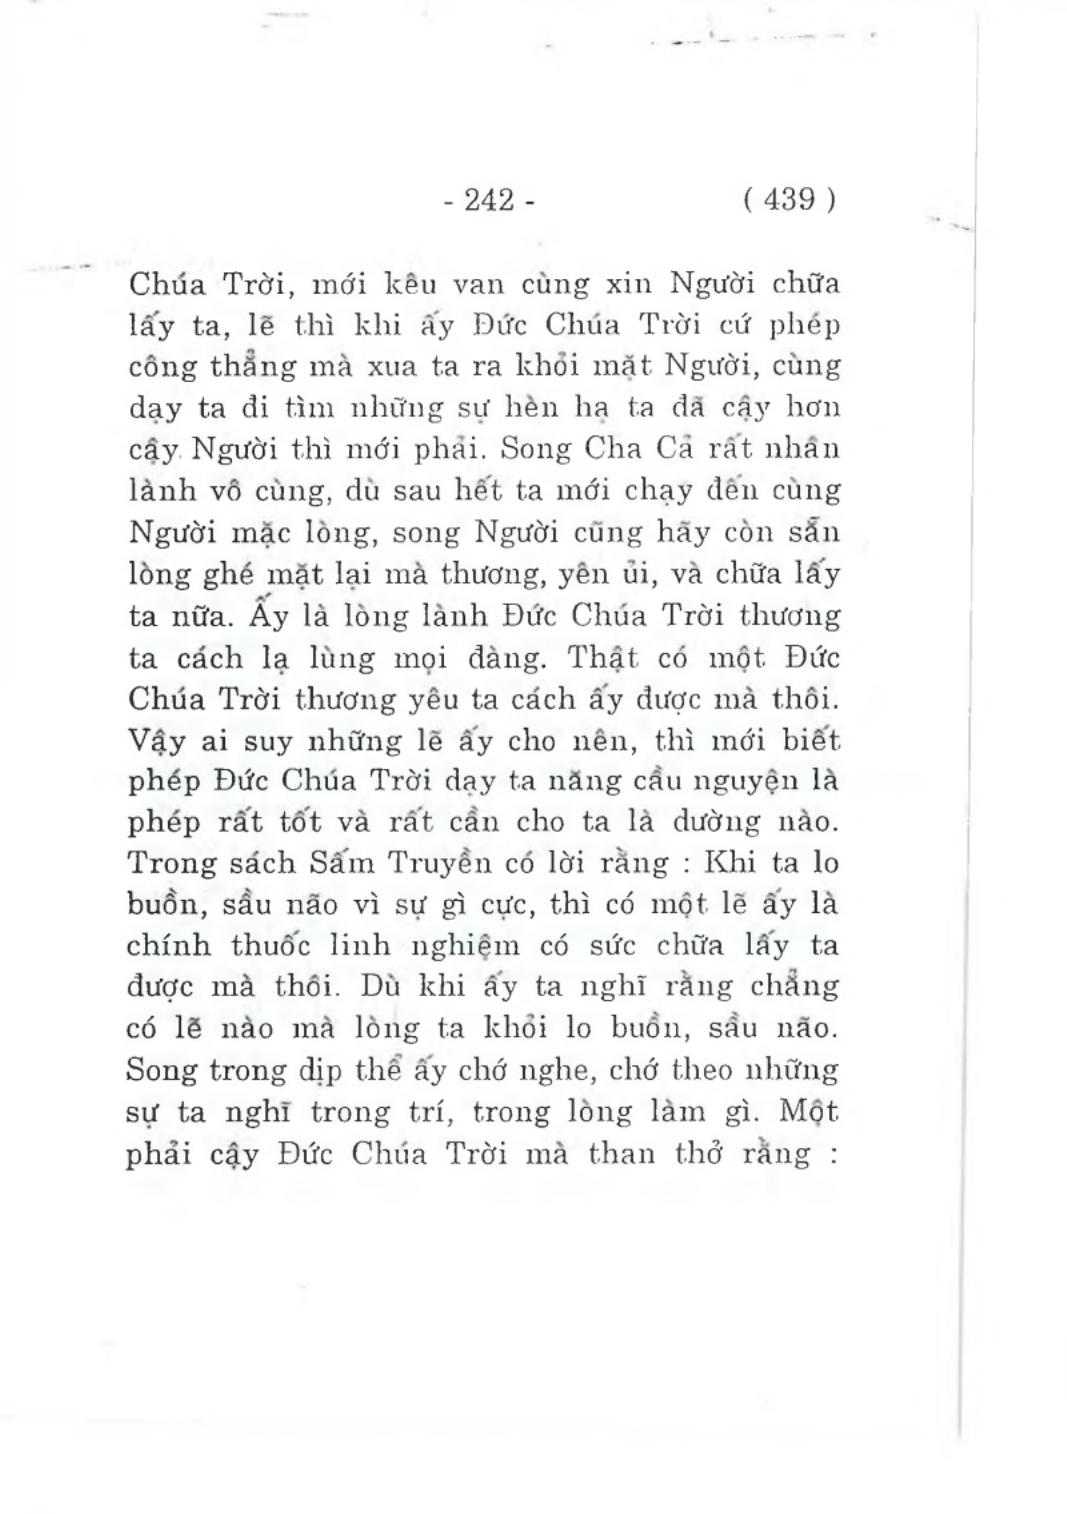 - 242 - ( 439 )
Chúa Trời, mới kêu van cùng xin Người chữa
lấy ta, lẽ thì khi ấy Đức Chúa Trời cứ phép
công thẳng mà xua ta ra khỏi mặt Người, cùng
dạy ta đi tìm những sự hèn hạ ta đã cậy hơn
cậy Người thì mới phải. Song Cha Cả rất nhân
lành vô cùng, dù sau hết ta mới chạy đến cùng
Người mặc lòng, song Người cũng hãy còn sẵn
lòng ghé mặt lại mà thương, yên ủi, và chữa lấy
ta nữa. Ấy là lòng lành Đức Chúa Trời thương
ta cách lạ lùng mọi đàng. Thật có một Đức
Chúa Trời thương yêu ta cách ấy được mà thôi.
Vậy ai suy những lẽ ấy cho nên, thì mới biết
phép Đức Chúa Trời dạy ta năng cầu nguyện là
phép rất tốt và rất cần cho ta là dường nào.
Trong sách Sấm Truyền có lời rằng : Khi ta lo
buồn, sầu não vì sự gì cực, thì có một lẽ ấy là
chính thuốc linh nghiệm có sức chữa lấy ta
được mà thôi. Dù khi ấy ta nghĩ rằng chẳng
có lẽ nào mà lòng ta khỏi lo buồn, sầu não.
Song trong dịp thể ấy chớ nghe, chớ theo những
sự ta nghĩ trong trí, trong lòng làm gì. Một
phải cậy Đức Chúa Trời mà than thở rằng :